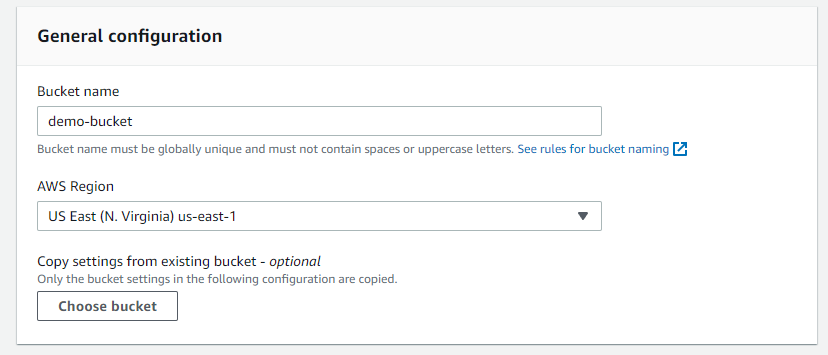 General configuration
Bucket name
demo-bucket
Bucket name must be globally unique and must not contain spaces or uppercase letters. See rules for bucket naming
AWS Region
US East (N. Virginia) us-east-1
Copy settings from existing bucket - optional
Only the bucket settings in the following configuration are copied.
Choose bucket